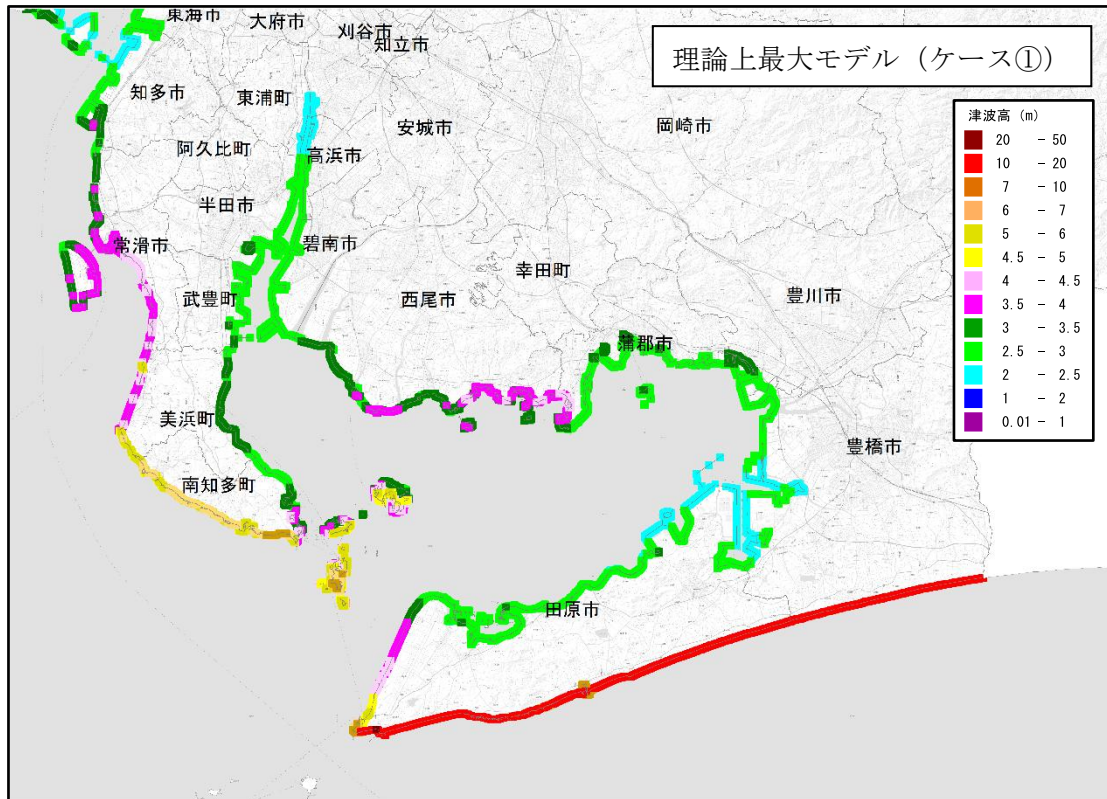 東海市
大府市
刈谷市
知立市
理論上最大モデル（ケース①）
知多市
東浦町
安城市
岡崎市
阿久比町
高浜市
半田市
常滑市
碧南市
武豊町
西尾市
幸田町
豊川市
蒲郡市
美浜町
豊橋市
南知多町
田原市
津波高 (m)
20 - 50
10 - 20
7 - 10
6 - 7
5 - 6
4.5 - 5
4 - 4.5
3.5 - 4
3 - 3.5
2.5 - 3
2 - 2.5
1 - 2
0.01 - 1